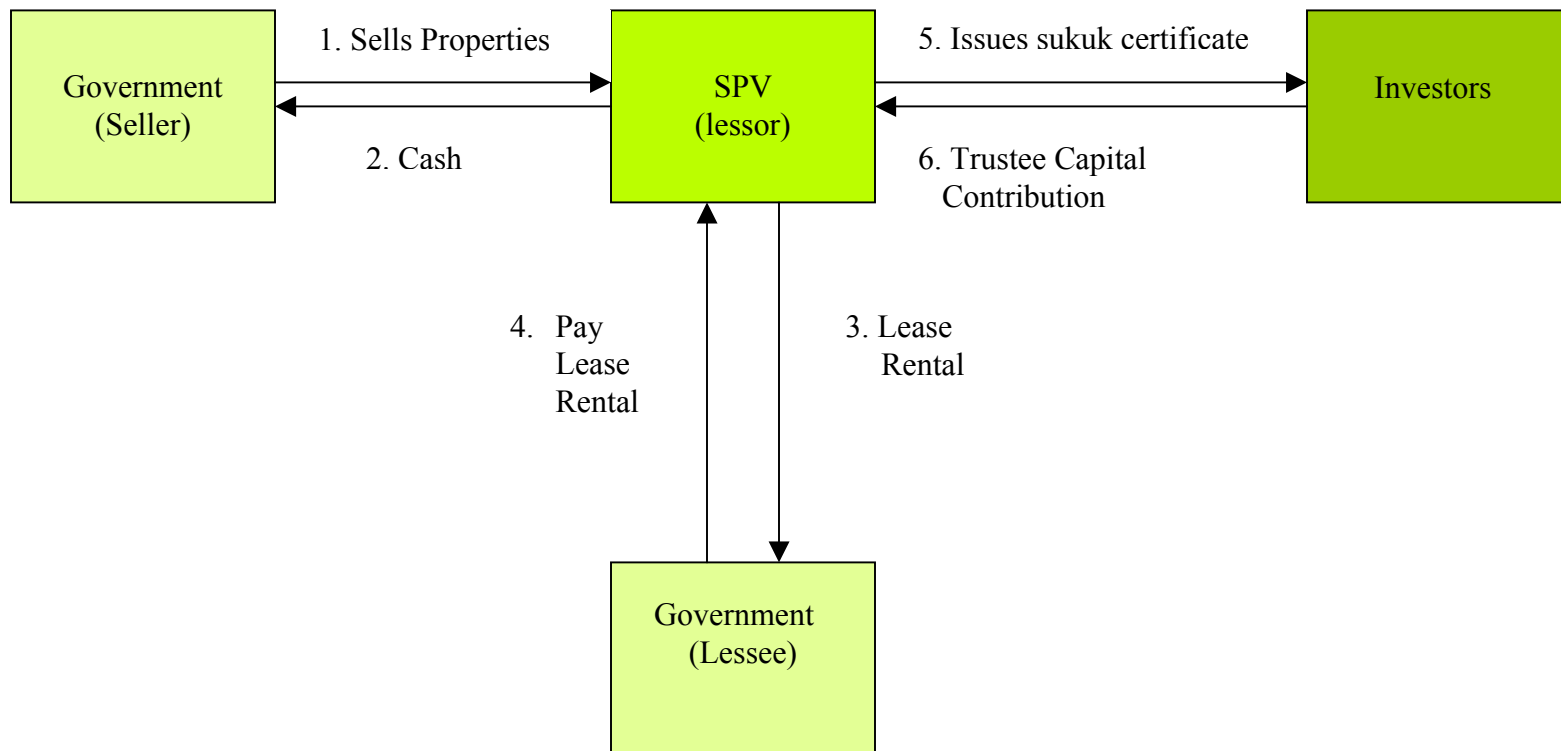 1. Sells Properties
5. Issues sukuk certificate
Government
(Seller)
SPV
(lessor)
Investors
2. Cash
6. Trustee Capital
Contribution
4. Pay
Lease
Rental
3. Lease
Rental
Government
(Lessee)